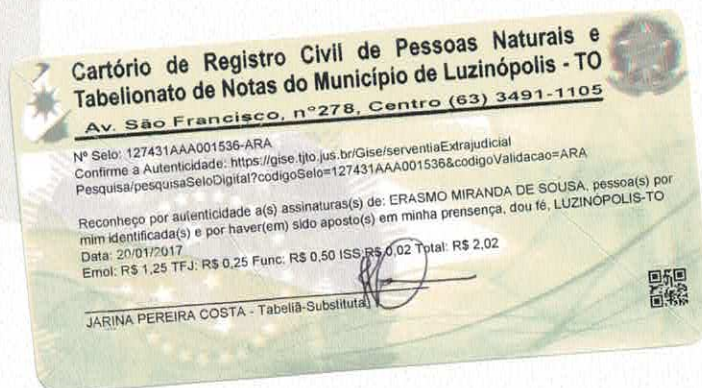 Cartório de Registro Civil de Pessoas Naturais e
Tabelionato de Notas do Município de Luzinópolis - TO
Av. São Francisco, n°278, Centro (63) 3491-1105
Nº Selo: 127431AAA001536-ARA
Confirme a Autenticidade: https://gise.tjto.jus.br/Gise/serventiaExtrajudicial
Pesquisa/pesquisaSeloDigital?codigoSelo=127431AAA001536&codigoValidacao=ARA
Reconheço por autenticidade a(s) assinaturas(s) de: ERASMO MIRANDA DE SOUSA, pessoa(s) por
mim identificada(s) e por haver(em) sido aposto(s) em minha prensença, dou fé, LUZINÓPOLIS-TO
Data: 20/01/2017
Emol: R$ 1,25 TFJ: R$ 0,25 Func: R$ 0,50 ISS:R$ 0,02 Total: R$ 2,02
JARINA PEREIRA COSTA - Tabeliã-Substituta